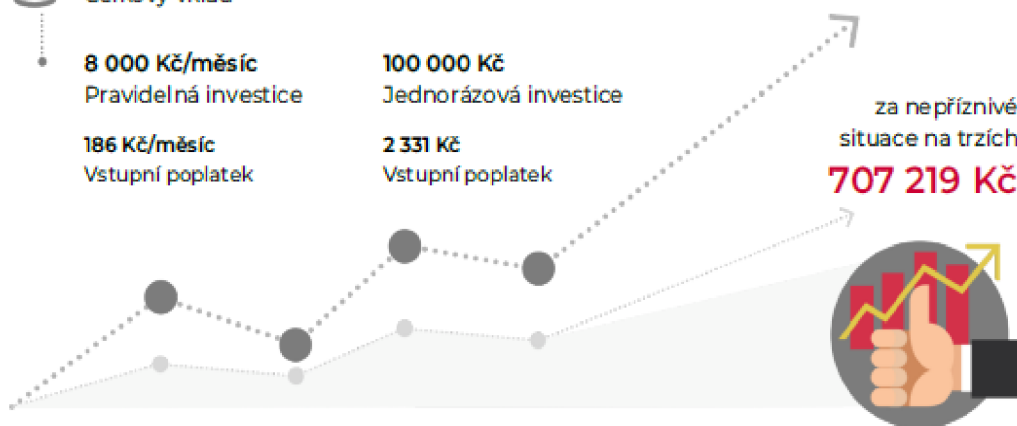 8 000 Kč/měsíc
Pravidelná investice
186 Kč/měsíc
Vstupní poplatek
100 000 Kč
Jednorázová investice
2 331 Kč
Vstupní poplatek
za nepříznivé
situace na trzích
707 219 Kč